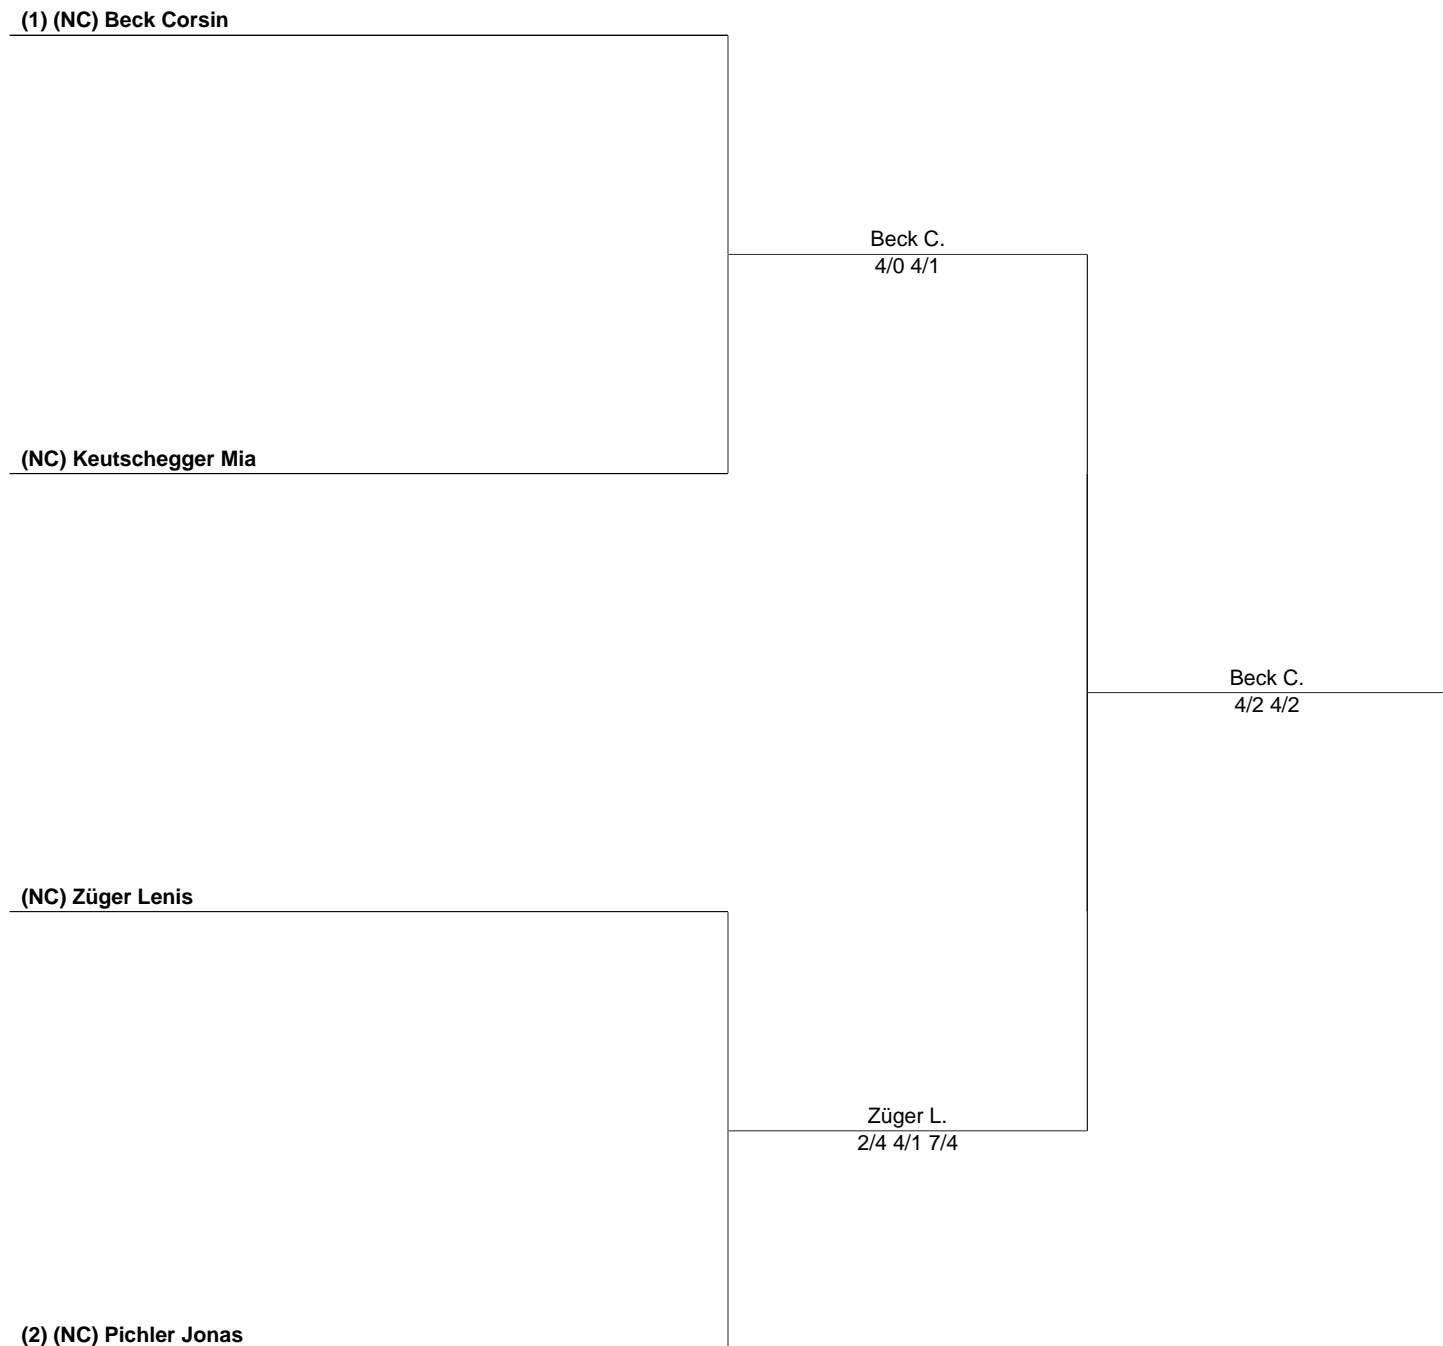 (1) (NC) Beck Corsin
Beck C.
4/0 4/1
(NC) Keutschegger Mia
Beck C.
4/2 4/2
(NC) Züger Lenis
Züger L.
2/4 4/1 7/4
(2) (NC) Pichler Jonas